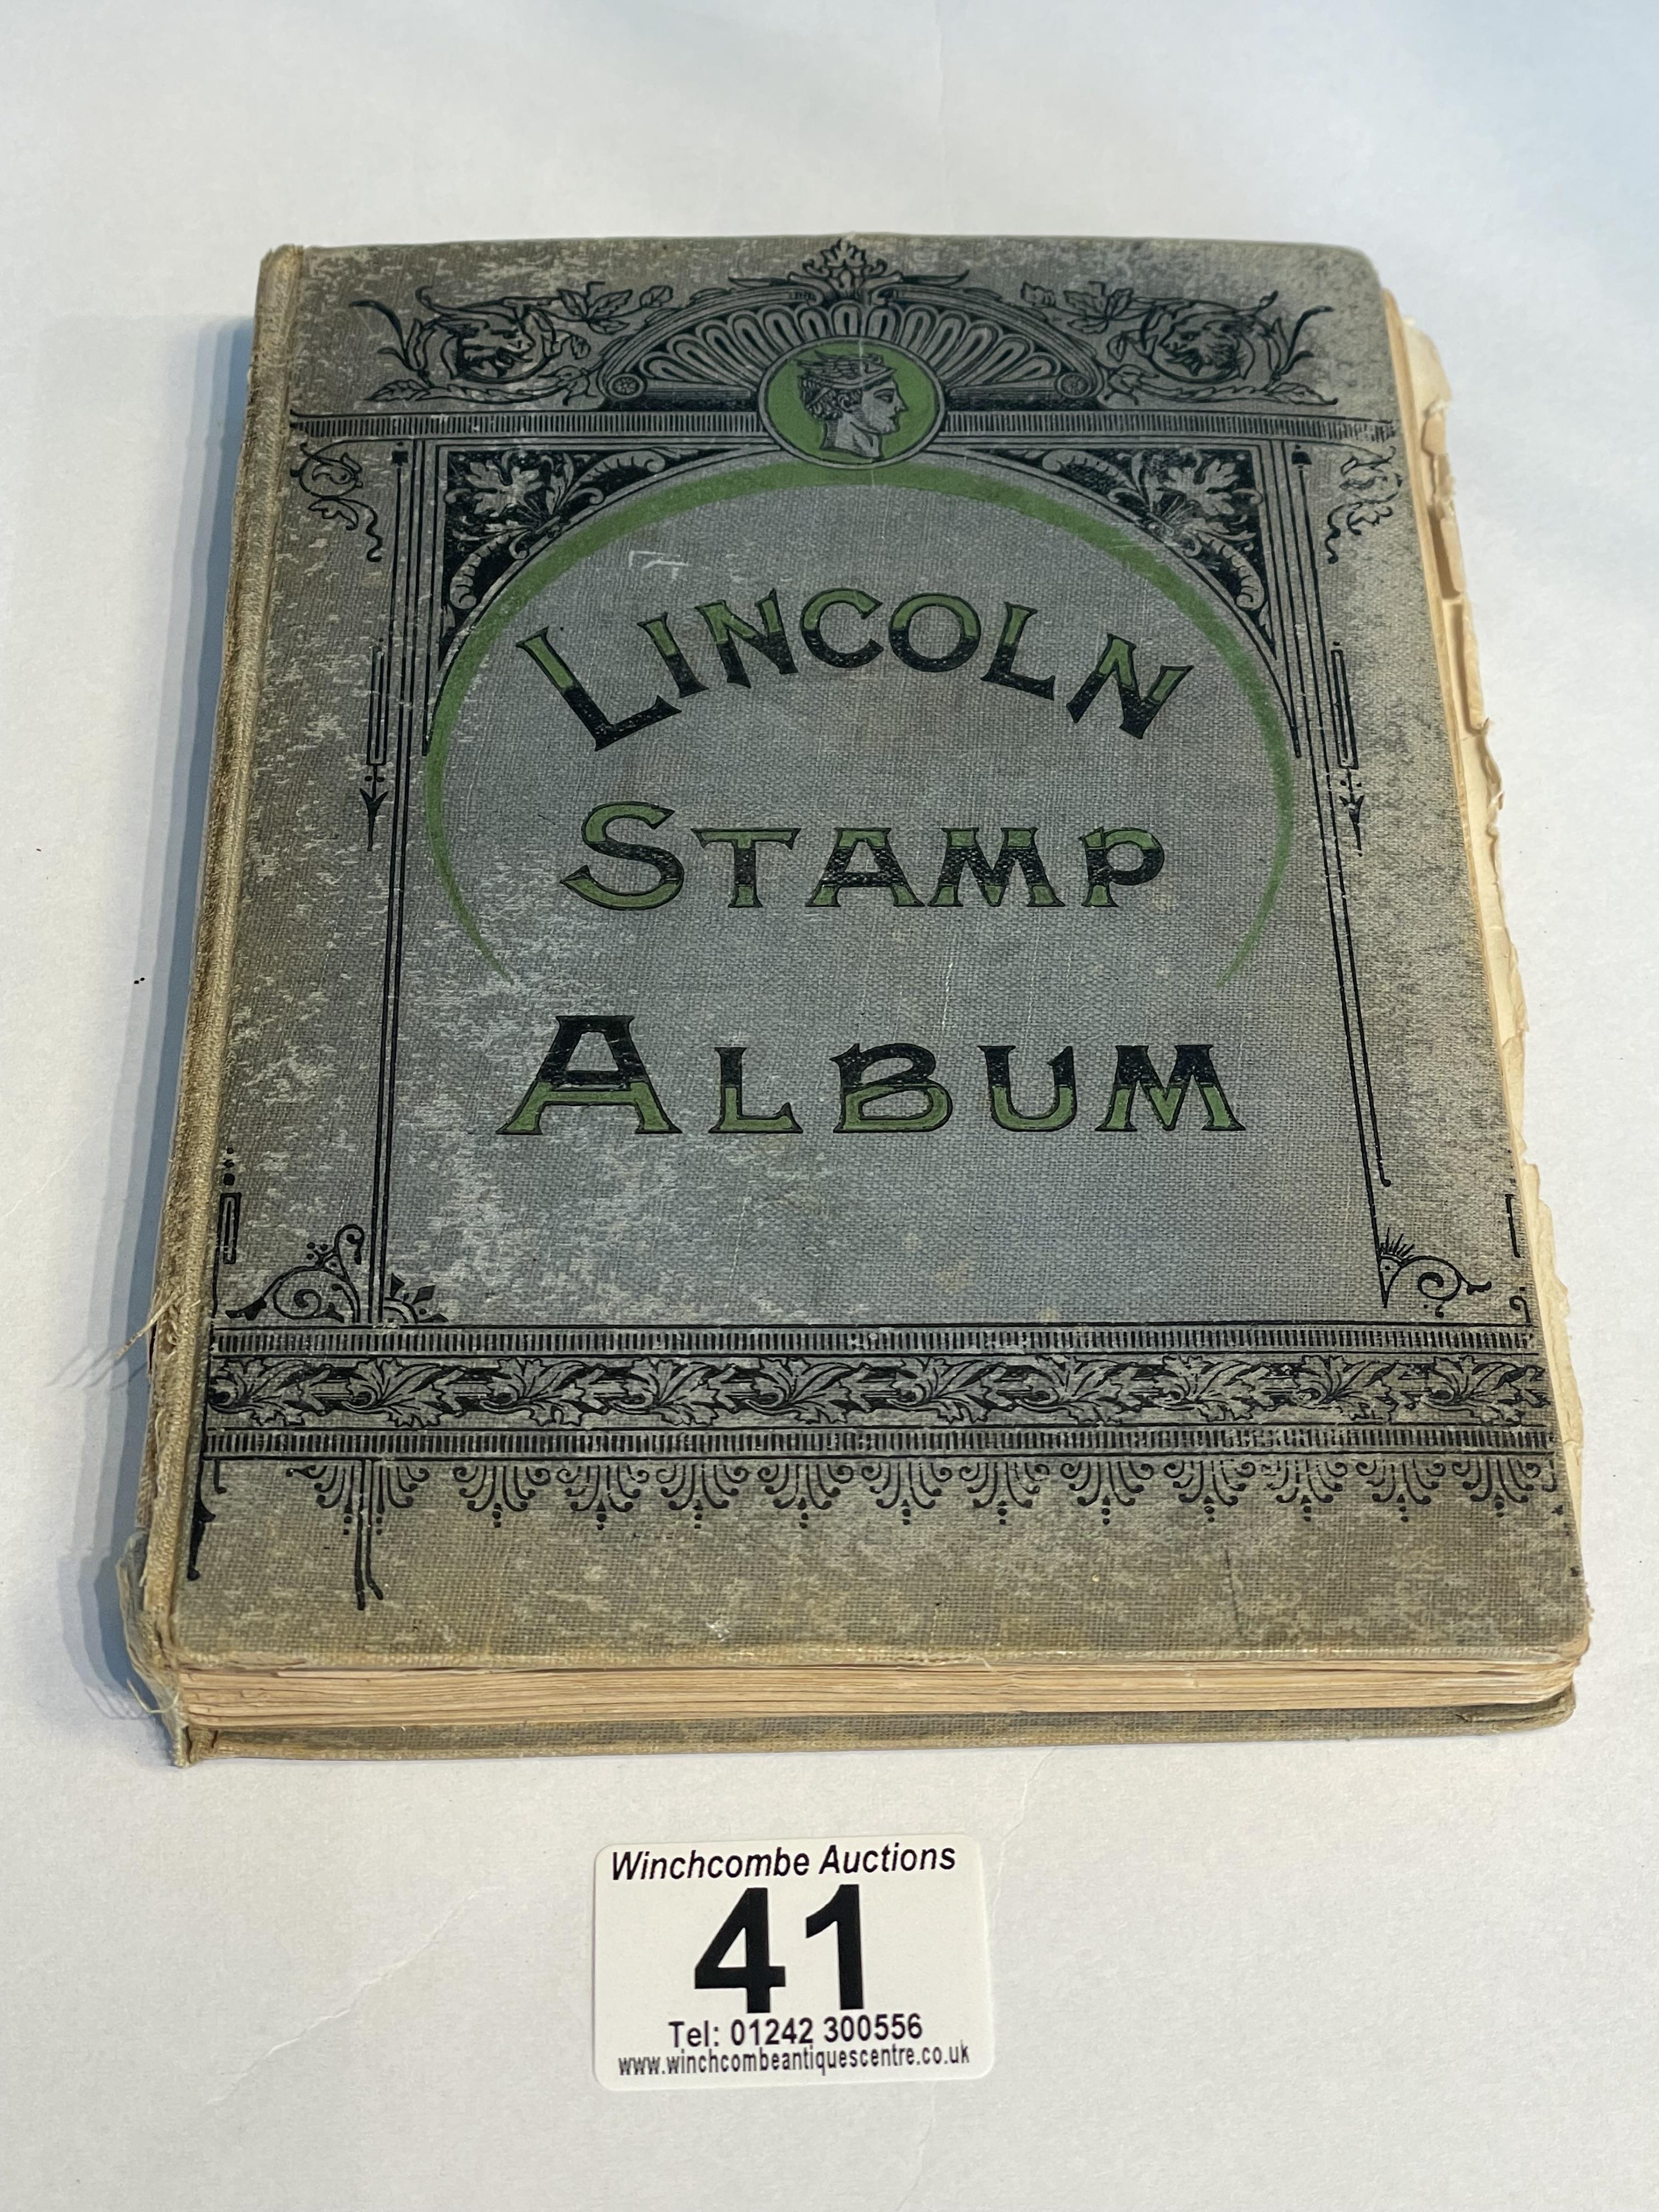 LINCOLN
STAMP
ALBUM
Winchcombe Auctions
41
Tel: 01242 300556
www.winchcombeantiquescentre.co.uk